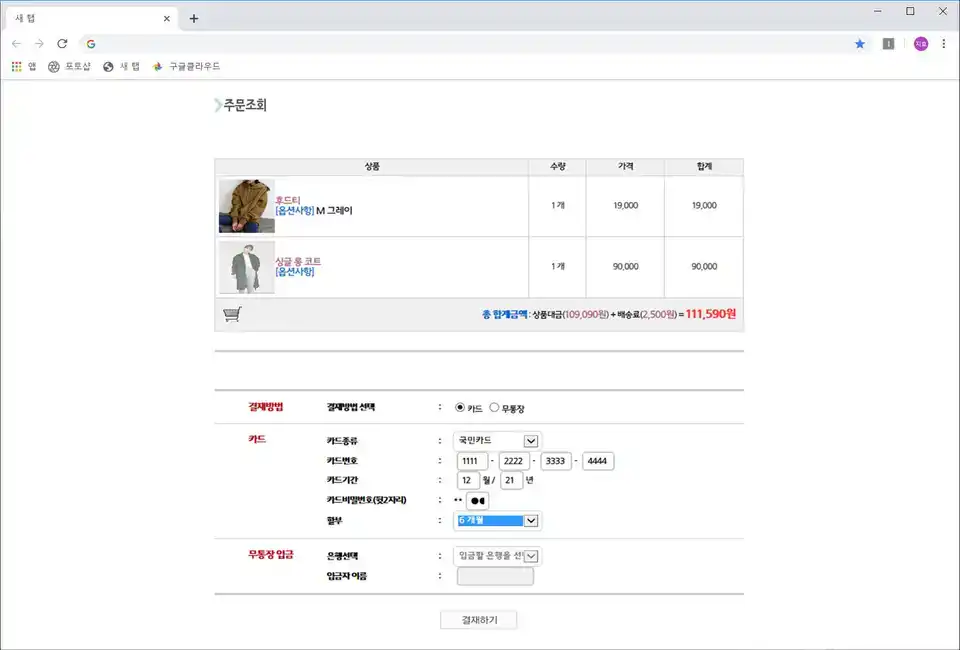 새 탭
앱 포토샵 새 탭 구글클라우드
주문조회
상품 수량 가격 합계
후드티
[옵션사항] M 그레이 1개 19,000 19,000
싱글 롱 코트
[옵션사항] 1개 90,000 90,000
총 합계금액 : 상품대금(109,090원) + 배송료(2,500원) = 111,590원
결재방법 결재방법 선택 : 카드 무통장
카드 카드종류 : 국민카드
카드번호 : 1111 - 2222 - 3333 - 4444
카드기간 : 12 월 / 21 년
카드비밀번호(뒷2자리) : ** ●●
할부 : 6 개월
무통장 입금 은행선택 : 입금할 은행을 선
입금자 이름 :
결재하기